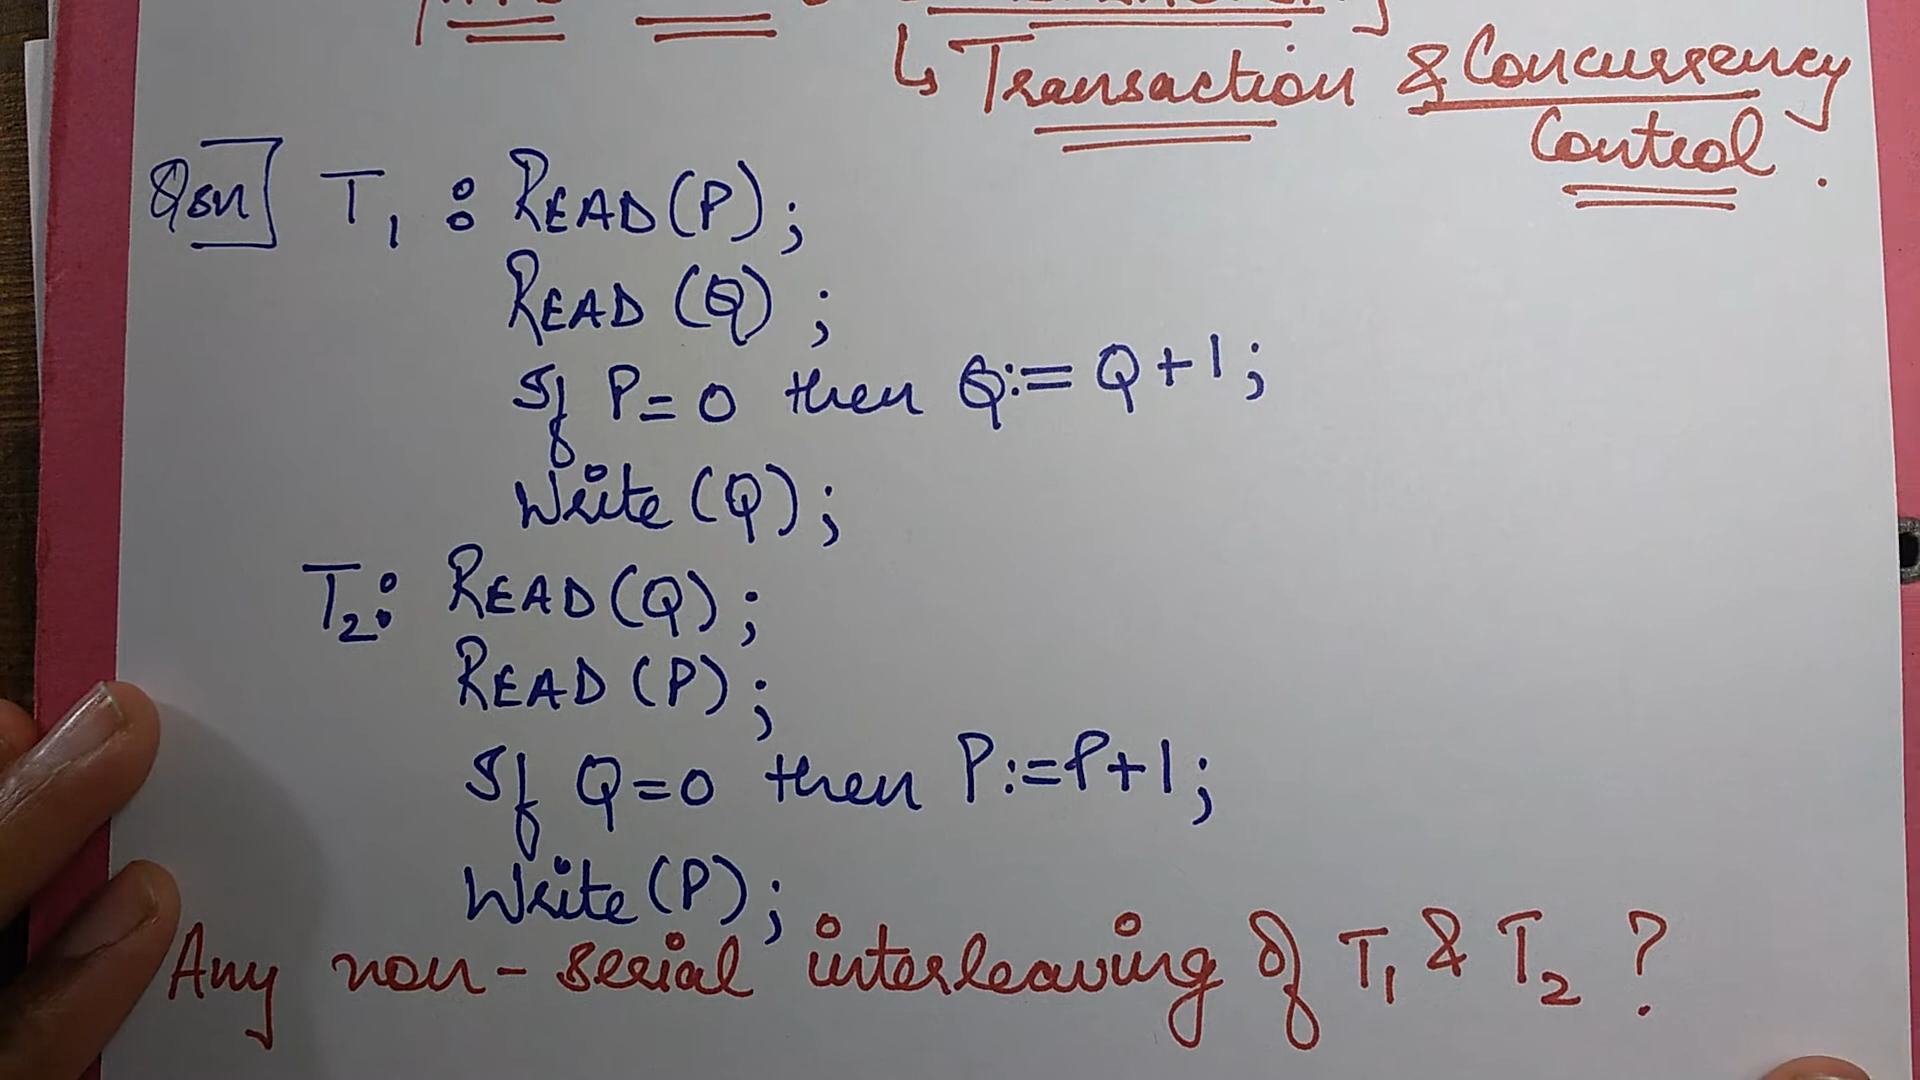 ↳ Transaction & Concurrency
Control.
Qsn] T1 : READ(P);
READ (Q);
If P=0 then Q:= Q+1;
Write (Q);
T2: READ(Q);
READ (P);
If Q=0 then P:=P+1;
Write (P);
Any non-serial interleaving of T1 & T2 ?